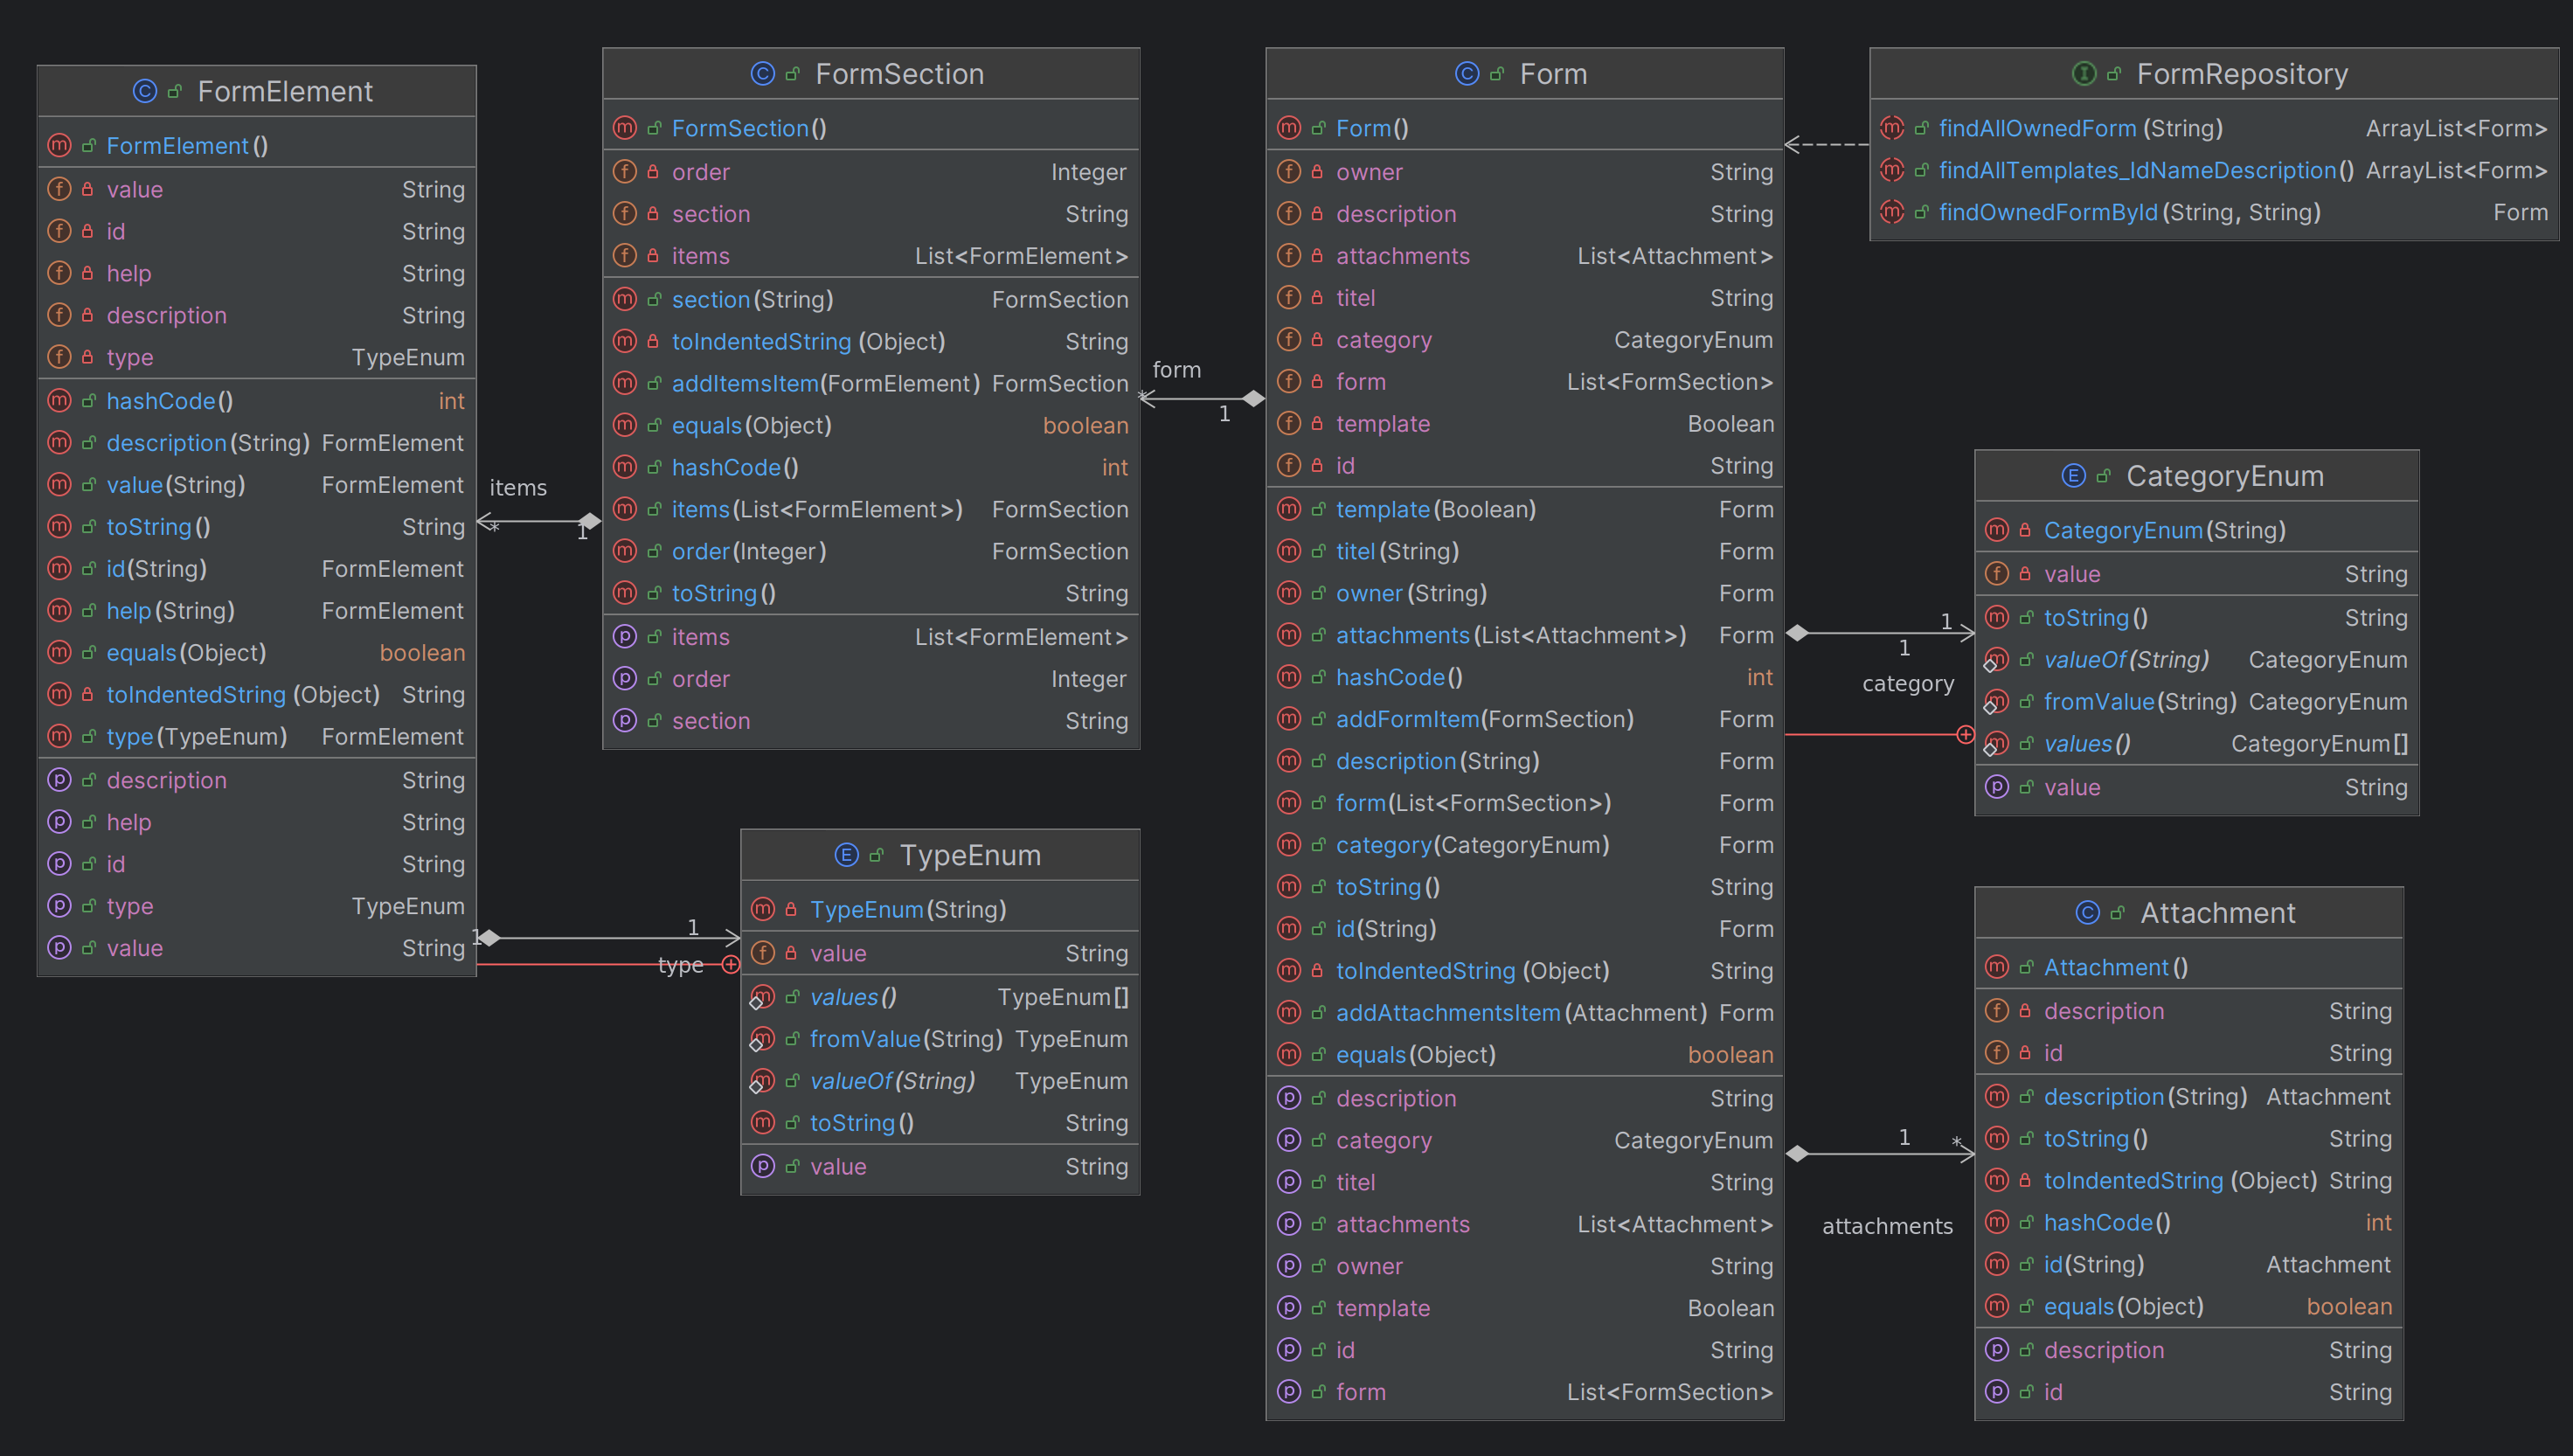 FormElement
FormElement()
value String
id String
help String
description String
type TypeEnum
hashCode() int
description(String) FormElement
value(String) FormElement
toString() String
id(String) FormElement
help(String) FormElement
equals(Object) boolean
toIndentedString(Object) String
type(TypeEnum) FormElement
description String
help String
id String
type TypeEnum
value String
items
*
1
FormSection
FormSection()
order Integer
section String
items List<FormElement>
section(String) FormSection
toIndentedString(Object) String
addItemsItem(FormElement) FormSection
equals(Object) boolean
hashCode() int
items(List<FormElement>) FormSection
order(Integer) FormSection
toString() String
items List<FormElement>
order Integer
section String
1
1
type
TypeEnum
TypeEnum(String)
value String
values() TypeEnum[]
fromValue(String) TypeEnum
valueOf(String) TypeEnum
toString() String
value String
form
*
1
Form
Form()
owner String
description String
attachments List<Attachment>
titel String
category CategoryEnum
form List<FormSection>
template Boolean
id String
template(Boolean) Form
titel(String) Form
owner(String) Form
attachments(List<Attachment>) Form
hashCode() int
addFormItem(FormSection) Form
description(String) Form
form(List<FormSection>) Form
category(CategoryEnum) Form
toString() String
id(String) Form
toIndentedString(Object) String
addAttachmentsItem(Attachment) Form
equals(Object) boolean
description String
category CategoryEnum
titel String
attachments List<Attachment>
owner String
template Boolean
id String
form List<FormSection>
FormRepository
findAllOwnedForm(String) ArrayList<Form>
findAllTemplates_IdNameDescription() ArrayList<Form>
findOwnedFormById(String, String) Form
1
1
category
CategoryEnum
CategoryEnum(String)
value String
toString() String
valueOf(String) CategoryEnum
fromValue(String) CategoryEnum
values() CategoryEnum[]
value String
1 *
attachments
Attachment
Attachment()
description String
id String
description(String) Attachment
toString() String
toIndentedString(Object) String
hashCode() int
id(String) Attachment
equals(Object) boolean
description String
id String